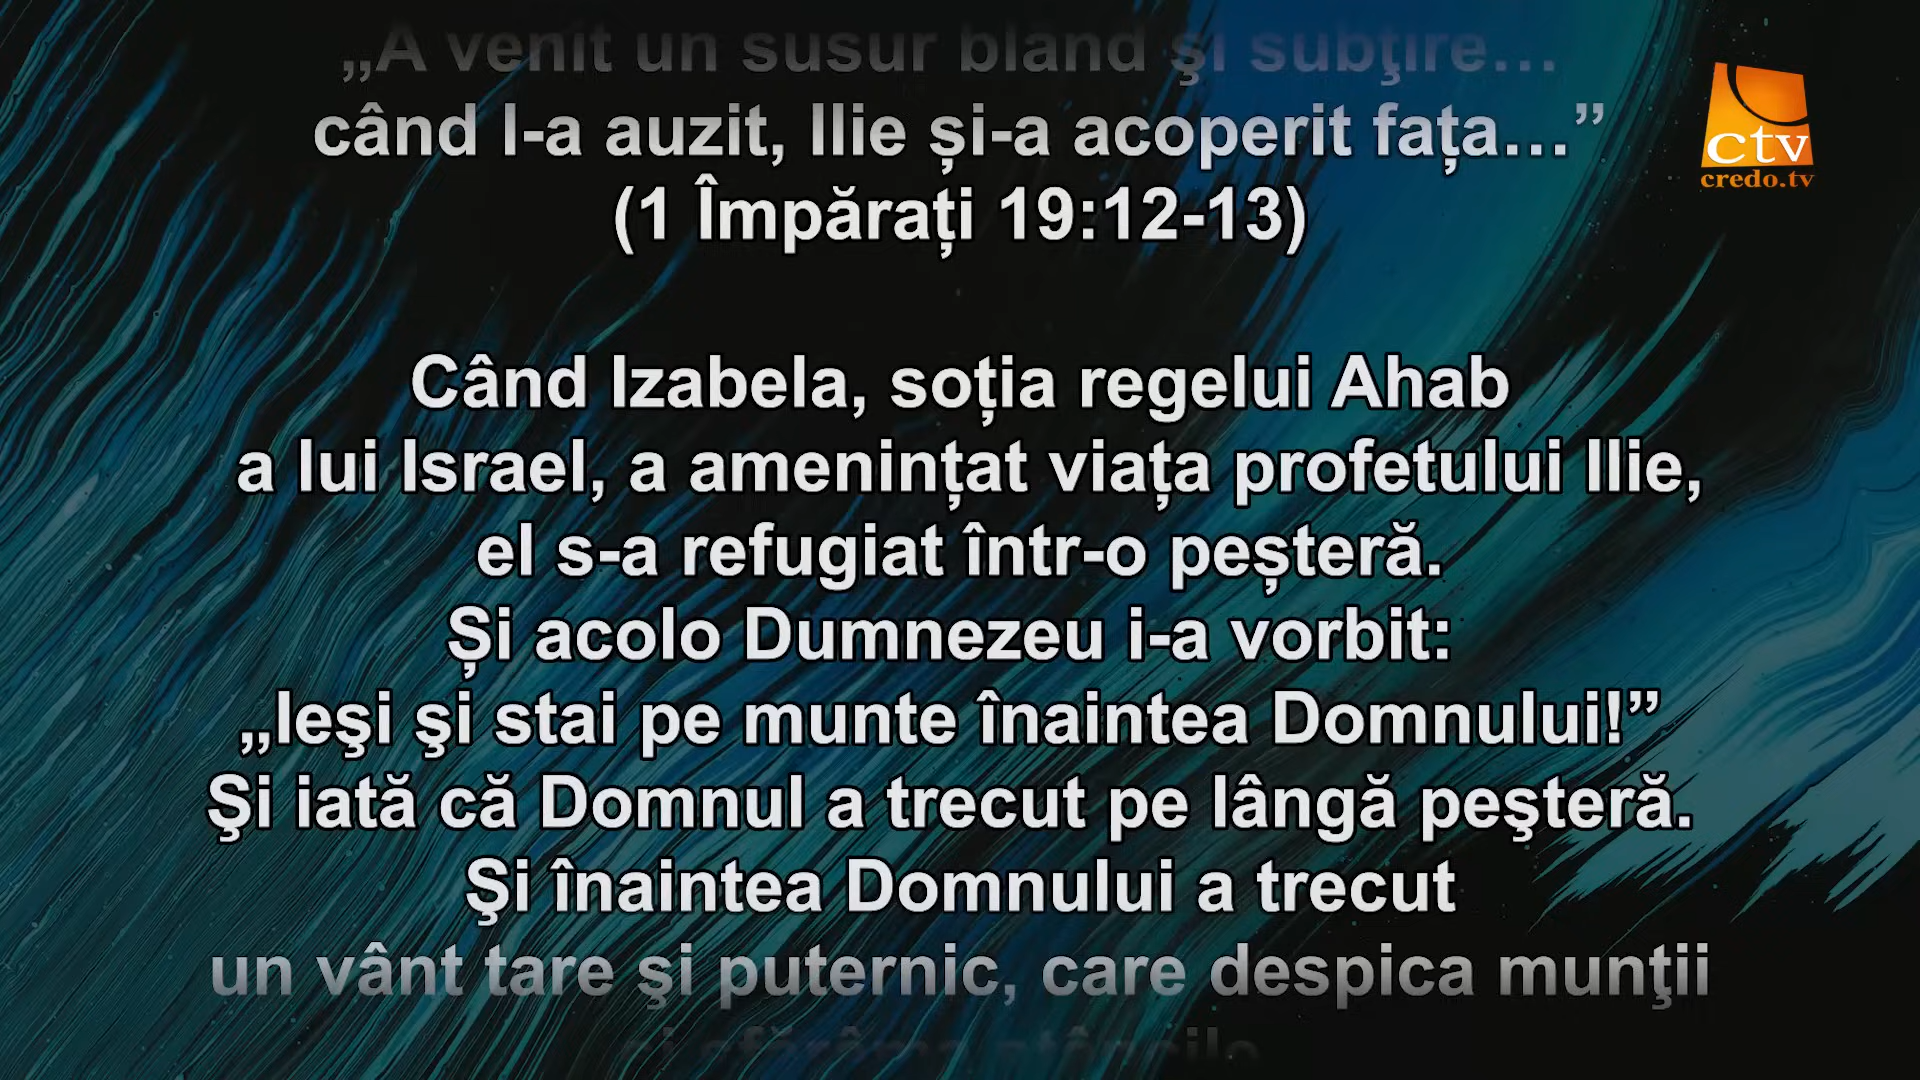 „A venit un susur blând şi subţire…
când l-a auzit, Ilie și-a acoperit fața…”
(1 Împărați 19:12-13)
Când Izabela, soția regelui Ahab
a lui Israel, a amenințat viața profetului Ilie,
el s-a refugiat într-o peșteră.
Și acolo Dumnezeu i-a vorbit:
„Ieşi şi stai pe munte înaintea Domnului!”
Şi iată că Domnul a trecut pe lângă peşteră.
Şi înaintea Domnului a trecut
un vânt tare şi puternic, care despica munţii
ctv
credo.tv